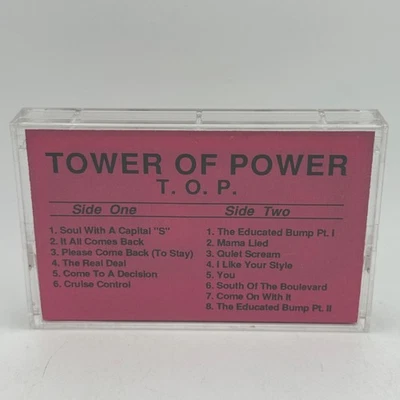 TOWER OF POWER
T. O. P.
Side One
1. Soul With A Capital "S"
2. It All Comes Back
3. Please Come Back (To Stay)
4. The Real Deal
5. Come To A Decision
6. Cruise Control
Side Two
1. The Educated Bump Pt. I
2. Mama Lied
3. Quiet Scream
4. I Like Your Style
5. You
6. South Of The Boulevard
7. Come On With It
8. The Educated Bump Pt. II